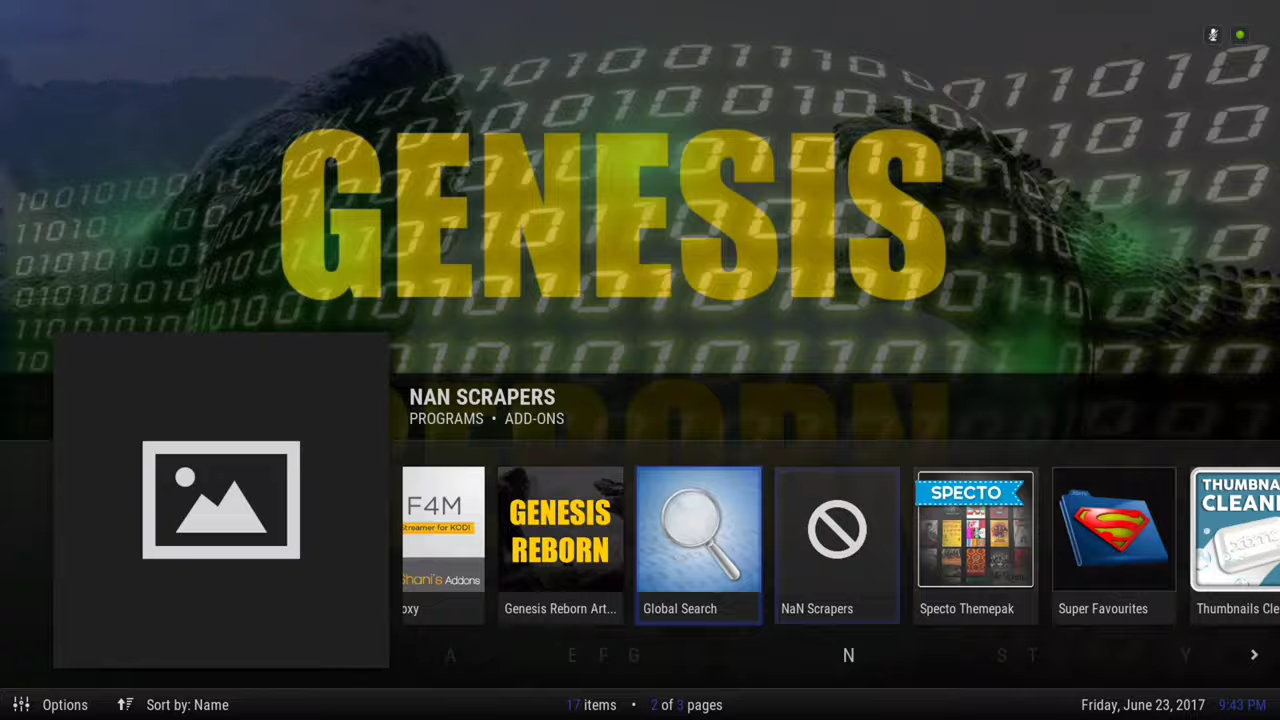 GENESIS
REBORN
NAN SCRAPERS
PROGRAMS • ADD-ONS
F4M
Streamer for KODI
Shani's Addons
oxy
GENESIS
REBORN
Genesis Reborn Art...
Global Search
NaN Scrapers
SPECTO
Specto Themepak
Super Favourites
THUMBNA
CLEAN
Thumbnails Cle
A E F G N S T Y
Options Sort by: Name 17 items • 2 of 3 pages Friday, June 23, 2017 9:43 PM